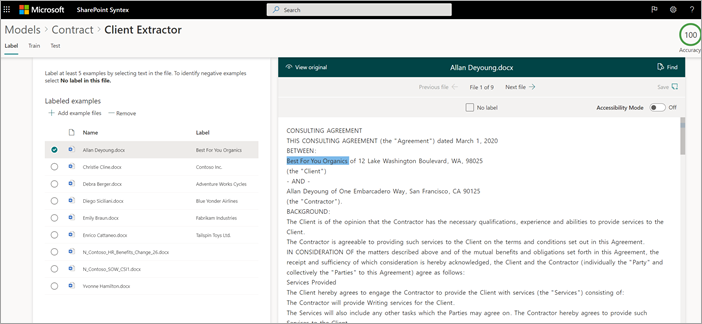 Microsoft SharePoint Syntex Search
Models > Contract > Client Extractor
Label Train Test
100
Accuracy
Label at least 5 examples by selecting text in the file. To identify negative examples
select No label in this file.
Labeled examples
+ Add example files — Remove
Name Label
Allan Deyoung.docx Best For You Organics
Christie Cline.docx Contoso Inc.
Debra Berger.docx Adventure Works Cycles
Diego Siciliani.docx Blue Yonder Airlines
Emily Braun.docx Fabrikam Industries
Enrico Cattaneo.docx Tailspin Toys Ltd.
N_Contoso_HR_Benefits_Change_26.docx
N_Contoso_SOW_CSI1.docx
Yvonne Hamilton.docx
View original Allan Deyoung.docx Find
Previous file ← File 1 of 9 Next file → Save
No label Accessibility Mode Off
CONSULTING AGREEMENT
THIS CONSULTING AGREEMENT (the "Agreement") dated March 1, 2020
BETWEEN:
Best For You Organics of 12 Lake Washington Boulevard, WA, 98025
(the "Client")
- AND -
Allan Deyoung of One Embarcadero Way, San Francisco, CA 90125
(the "Contractor").
BACKGROUND:
The Client is of the opinion that the Contractor has the necessary qualifications, experience and abilities to provide services to the
Client.
The Contractor is agreeable to providing such services to the Client on the terms and conditions set out in this Agreement.
IN CONSIDERATION OF the matters described above and of the mutual benefits and obligations set forth in this Agreement, the
receipt and sufficiency of which consideration is hereby acknowledged, the Client and the Contractor (individually the "Party" and
collectively the "Parties" to this Agreement) agree as follows:
Services Provided
The Client hereby agrees to engage the Contractor to provide the Client with services (the "Services") consisting of:
The Contractor will provide Writing services for the Client.
The Services will also include any other tasks which the Parties may agree on. The Contractor hereby agrees to provide such
Services to the Client.